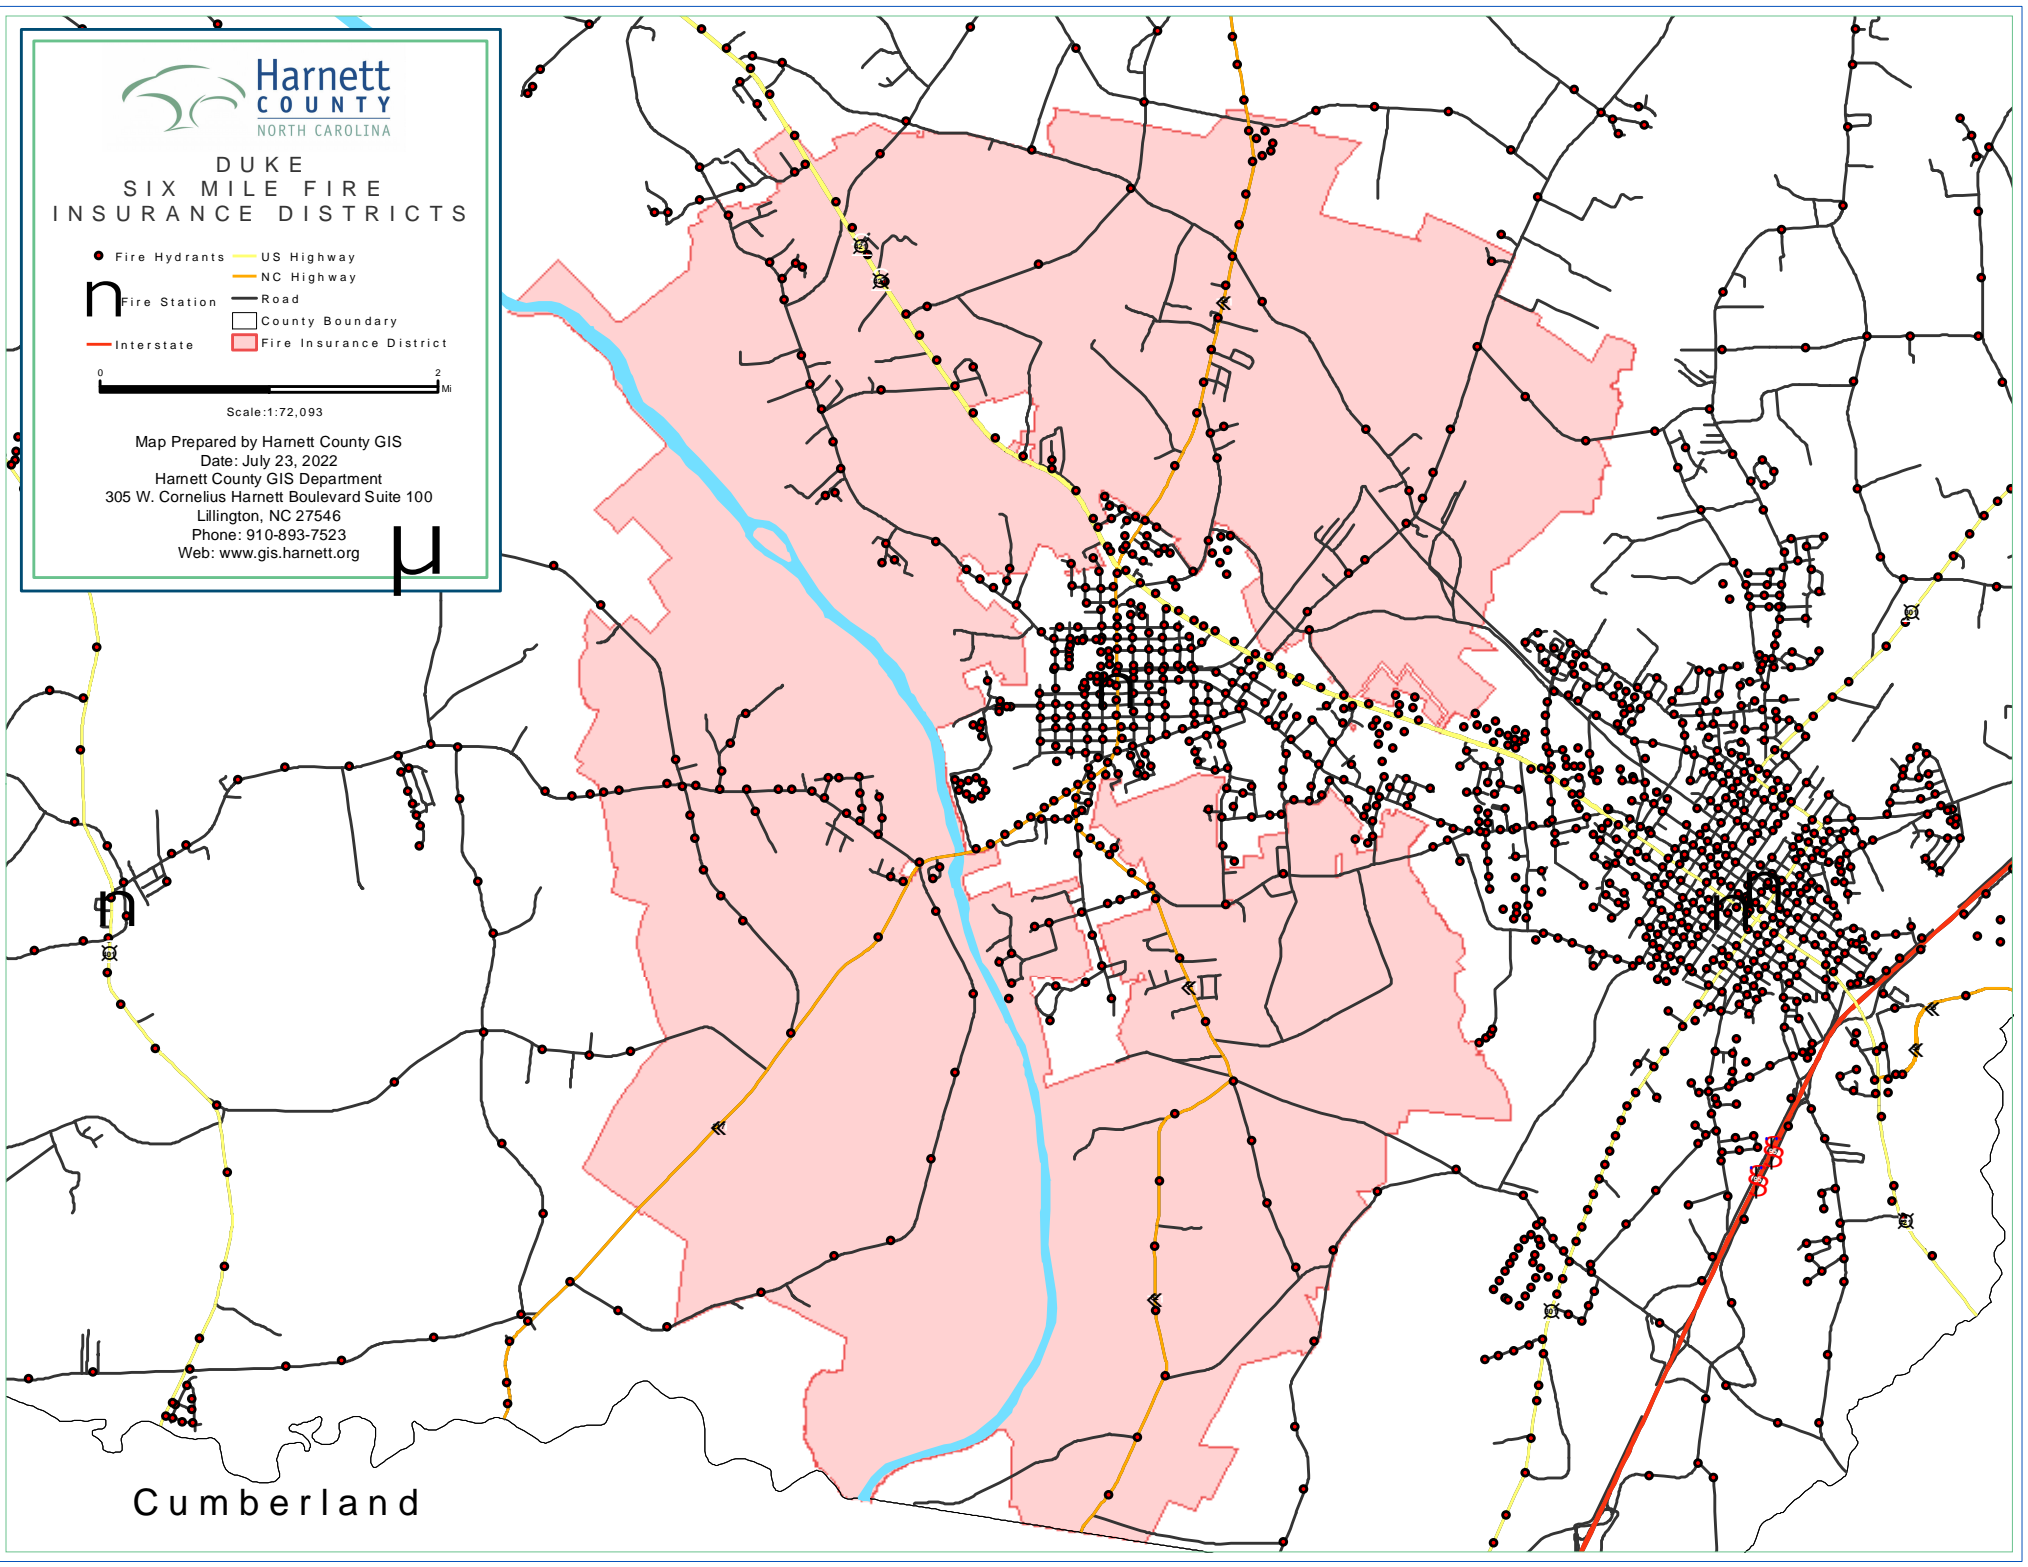 Harnett
COUNTY
NORTH CAROLINA
DUKE
SIX MILE FIRE
INSURANCE DISTRICTS
Fire Hydrants
US Highway
NC Highway
n
Fire Station
Road
County Boundary
Interstate
Fire Insurance District
0
2
Mi
Scale:1:72,093
Map Prepared by Harnett County GIS
Date: July 23, 2022
Harnett County GIS Department
305 W. Cornelius Harnett Boulevard Suite 100
Lillington, NC 27546
Phone: 910-893-7523
Web: www.gis.harnett.org
µ
n
n
n
n
Cumberland